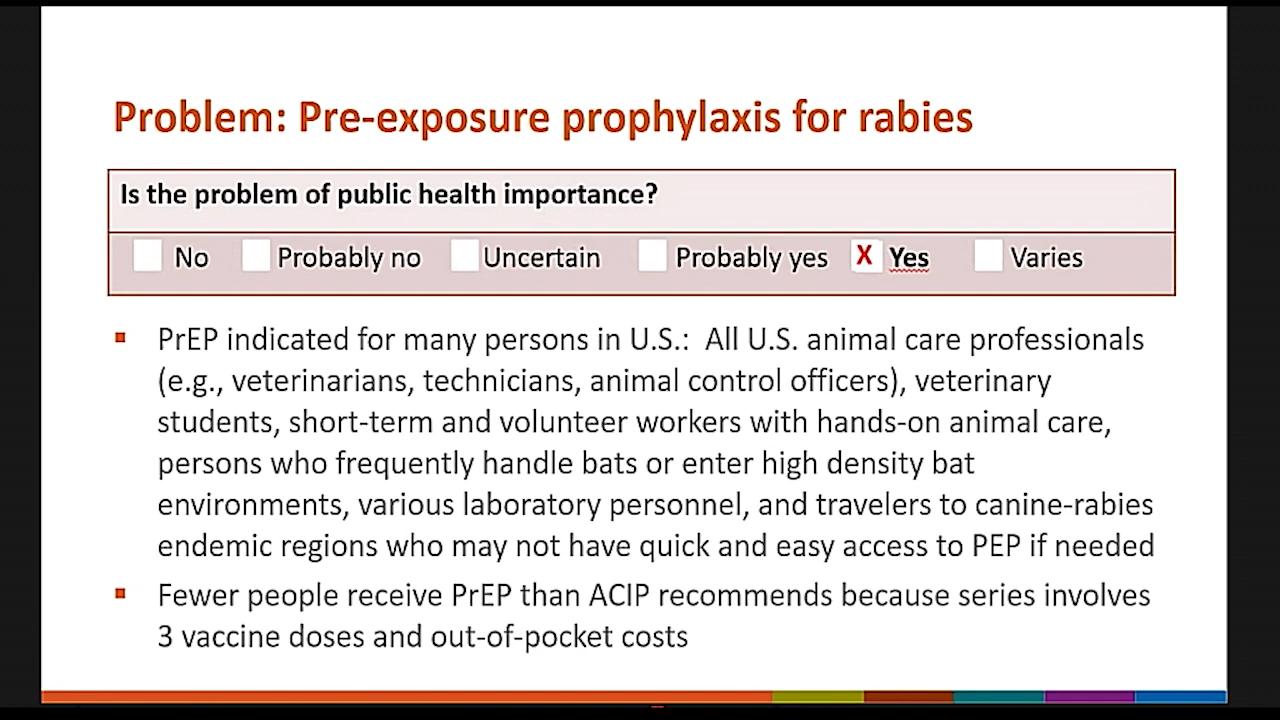 Problem: Pre-exposure prophylaxis for rabies
Is the problem of public health importance?
No Probably no Uncertain Probably yes X Yes Varies
▪ PrEP indicated for many persons in U.S.: All U.S. animal care professionals
(e.g., veterinarians, technicians, animal control officers), veterinary
students, short-term and volunteer workers with hands-on animal care,
persons who frequently handle bats or enter high density bat
environments, various laboratory personnel, and travelers to canine-rabies
endemic regions who may not have quick and easy access to PEP if needed
▪ Fewer people receive PrEP than ACIP recommends because series involves
3 vaccine doses and out-of-pocket costs